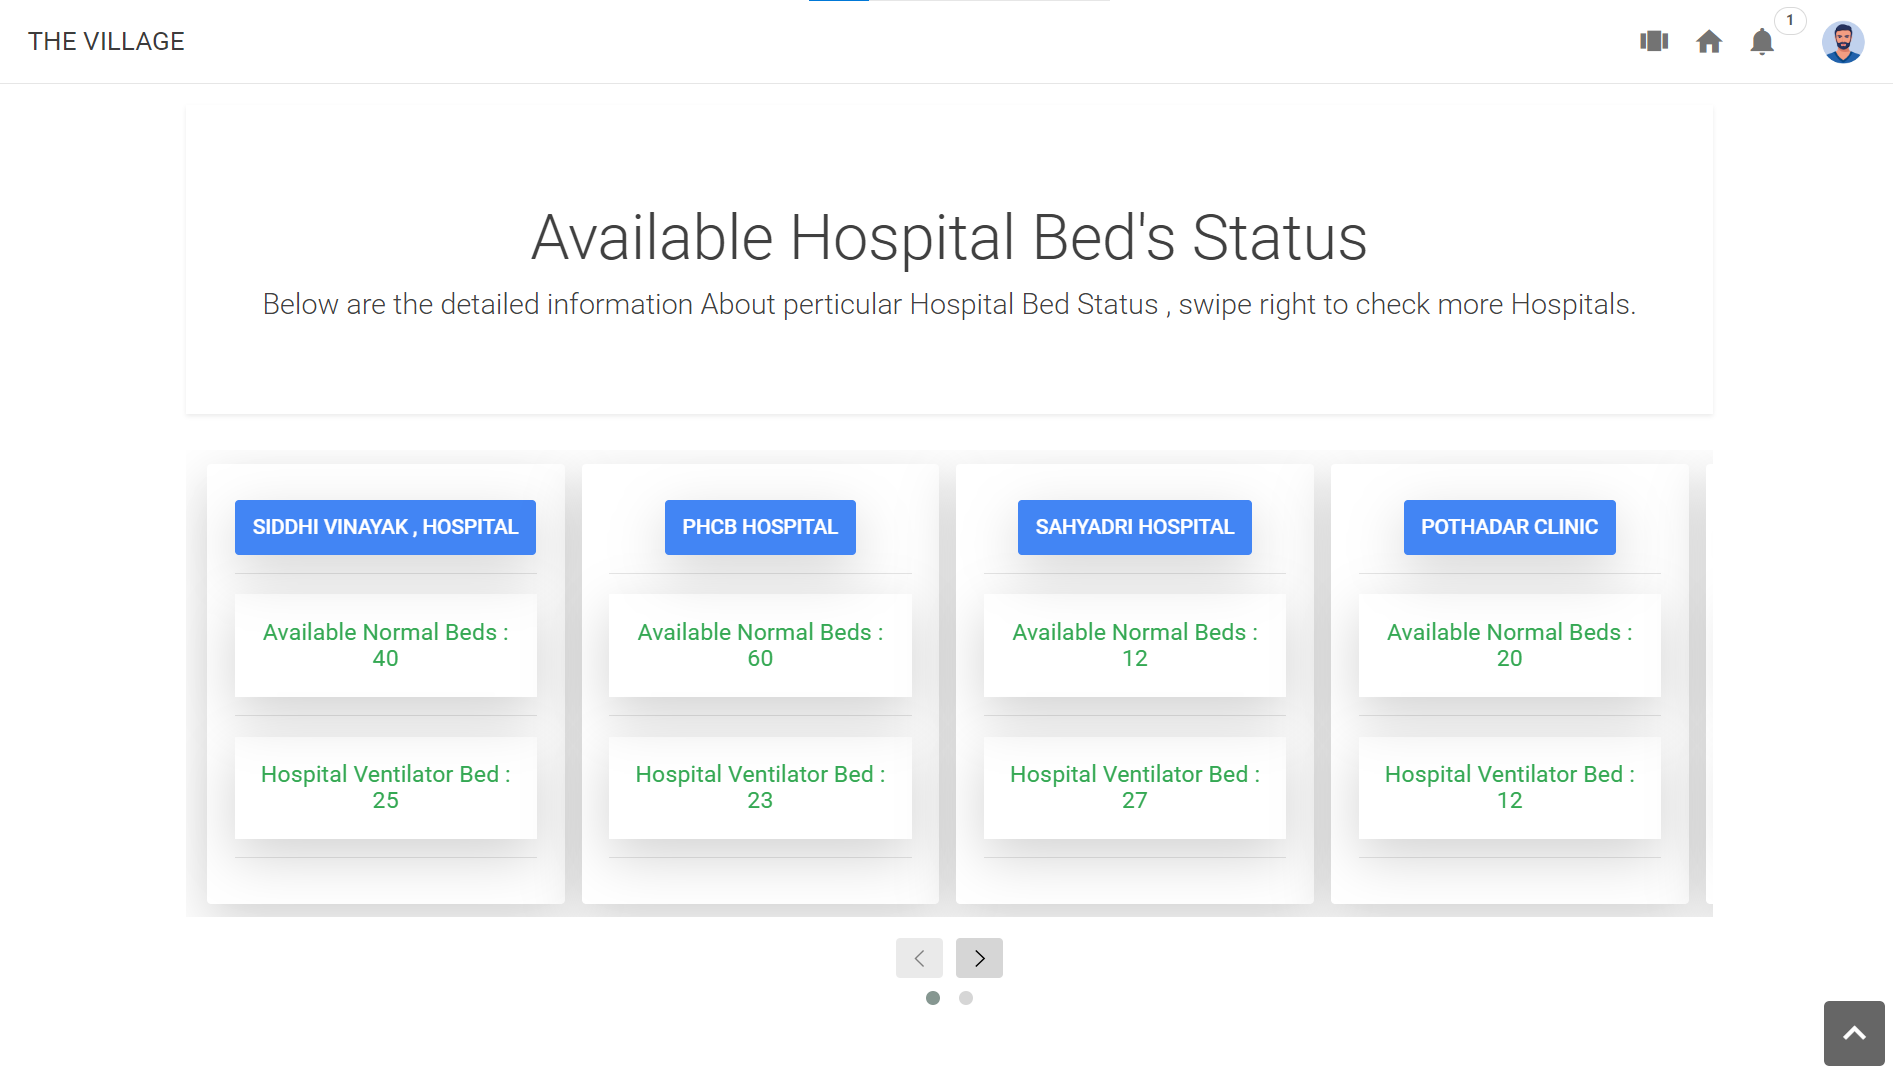 THE VILLAGE
1
Available Hospital Bed's Status
Below are the detailed information About perticular Hospital Bed Status , swipe right to check more Hospitals.
SIDDHI VINAYAK , HOSPITAL
Available Normal Beds :
40
Hospital Ventilator Bed :
25
PHCB HOSPITAL
Available Normal Beds :
60
Hospital Ventilator Bed :
23
SAHYADRI HOSPITAL
Available Normal Beds :
12
Hospital Ventilator Bed :
27
POTHADAR CLINIC
Available Normal Beds :
20
Hospital Ventilator Bed :
12